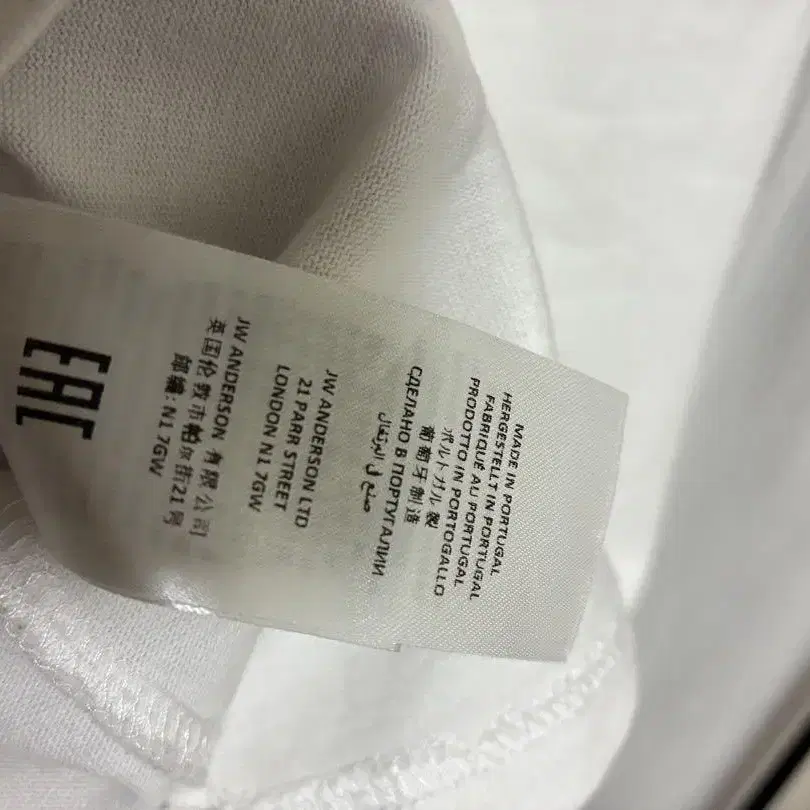 MADE IN PORTUGAL
HERGESTELLT IN PORTUGAL
FABRIQUÉ AU PORTUGAL
PRODOTTO IN PORTOGALLO
ポルトガル製
葡萄牙制造
СДЕЛАНО В ПОРТУГАЛИИ
صنع في البرتغال
JW ANDERSON LTD
21 PARR STREET
LONDON N1 7GW
JW ANDERSON 有限公司
英国伦敦市帕尔街21号
邮编: N1 7GW
EAC